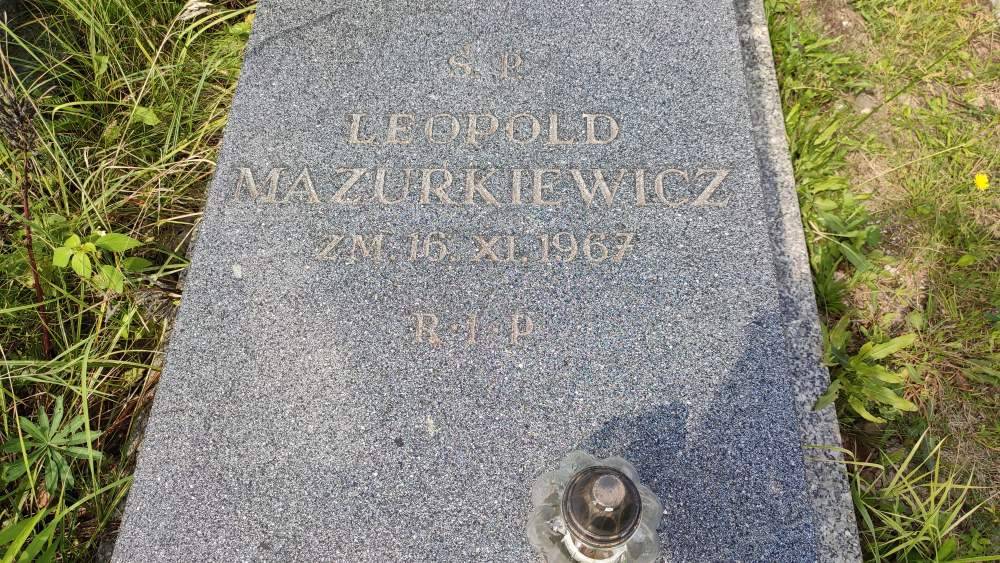 Ś. P.
LEOPOLD
MAZURKIEWICZ
ZM. 16. XI. 1967
R·I·P